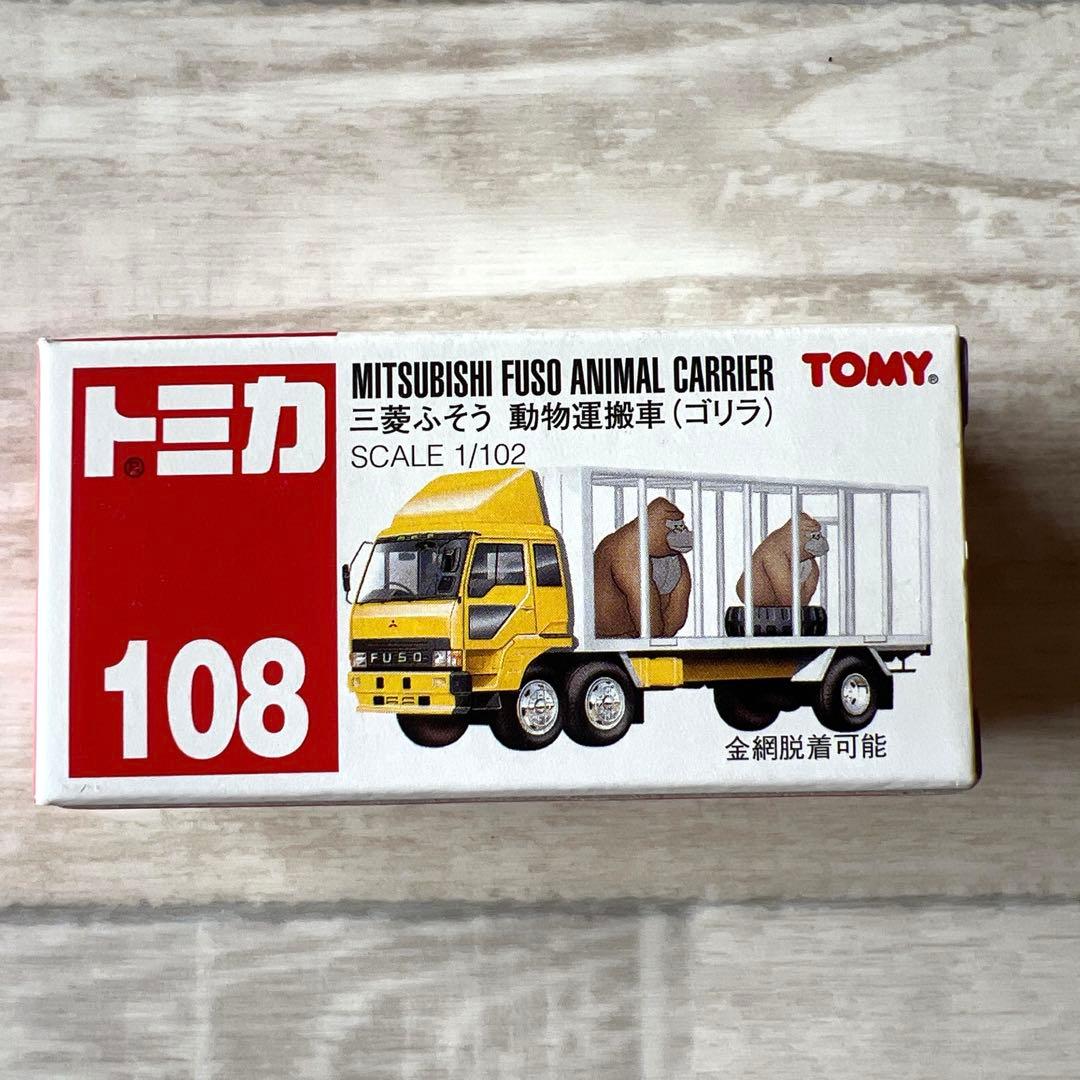 トミカ®
108
MITSUBISHI FUSO ANIMAL CARRIER
三菱ふそう 動物運搬車(ゴリラ)
SCALE 1/102
TOMY®
FUSO
金網脱着可能